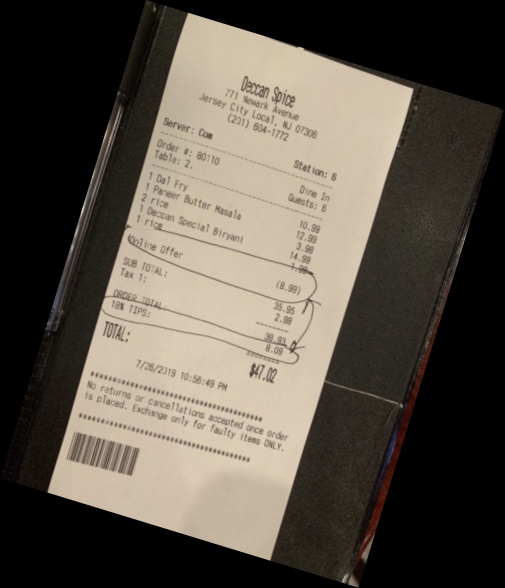 Deccan Spice
771 Newark Avenue
Jersey City Local, NJ 07306
(201) 604-1772
Server: Com Station: 6
Order #: 80110 Dine In
Table: 2. Guests: 6
1 Dal Fry 10.99
1 Paneer Butter Masala 12.99
2 rice 3.98
1 Deccan Special Biryani 14.99
1 rice 1.99
Online Offer (8.99)
SUB TOTAL: 35.95
Tax 1: 2.98
ORDER TOTAL: 38.93
18% TIPS: 8.09
TOTAL: $47.02
7/26/2019 10:56:49 PM
************************************
No returns or cancellations accepted once order
is placed. Exchange only for faulty items ONLY.
************************************